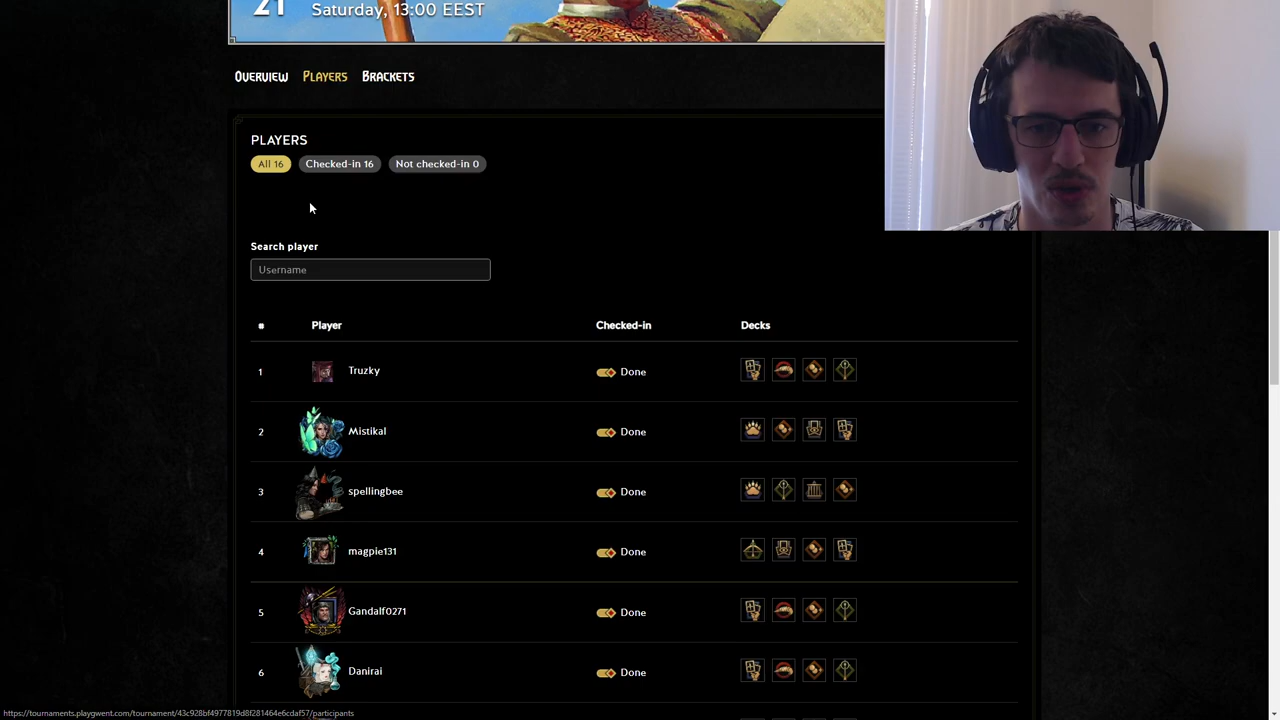 21
Saturday, 13:00 EEST
OVERVIEW PLAYERS BRACKETS
PLAYERS
All 16 Checked-in 16 Not checked-in 0
Search player
Username
# Player Checked-in Decks
1 Truzky Done
2 Mistikal Done
3 spellingbee Done
4 magpie131 Done
5 Gandalf0271 Done
6 Danirai Done
https://tournaments.playgwent.com/tournament/43c928bf4977819d8f281464e6cdaf57/participants